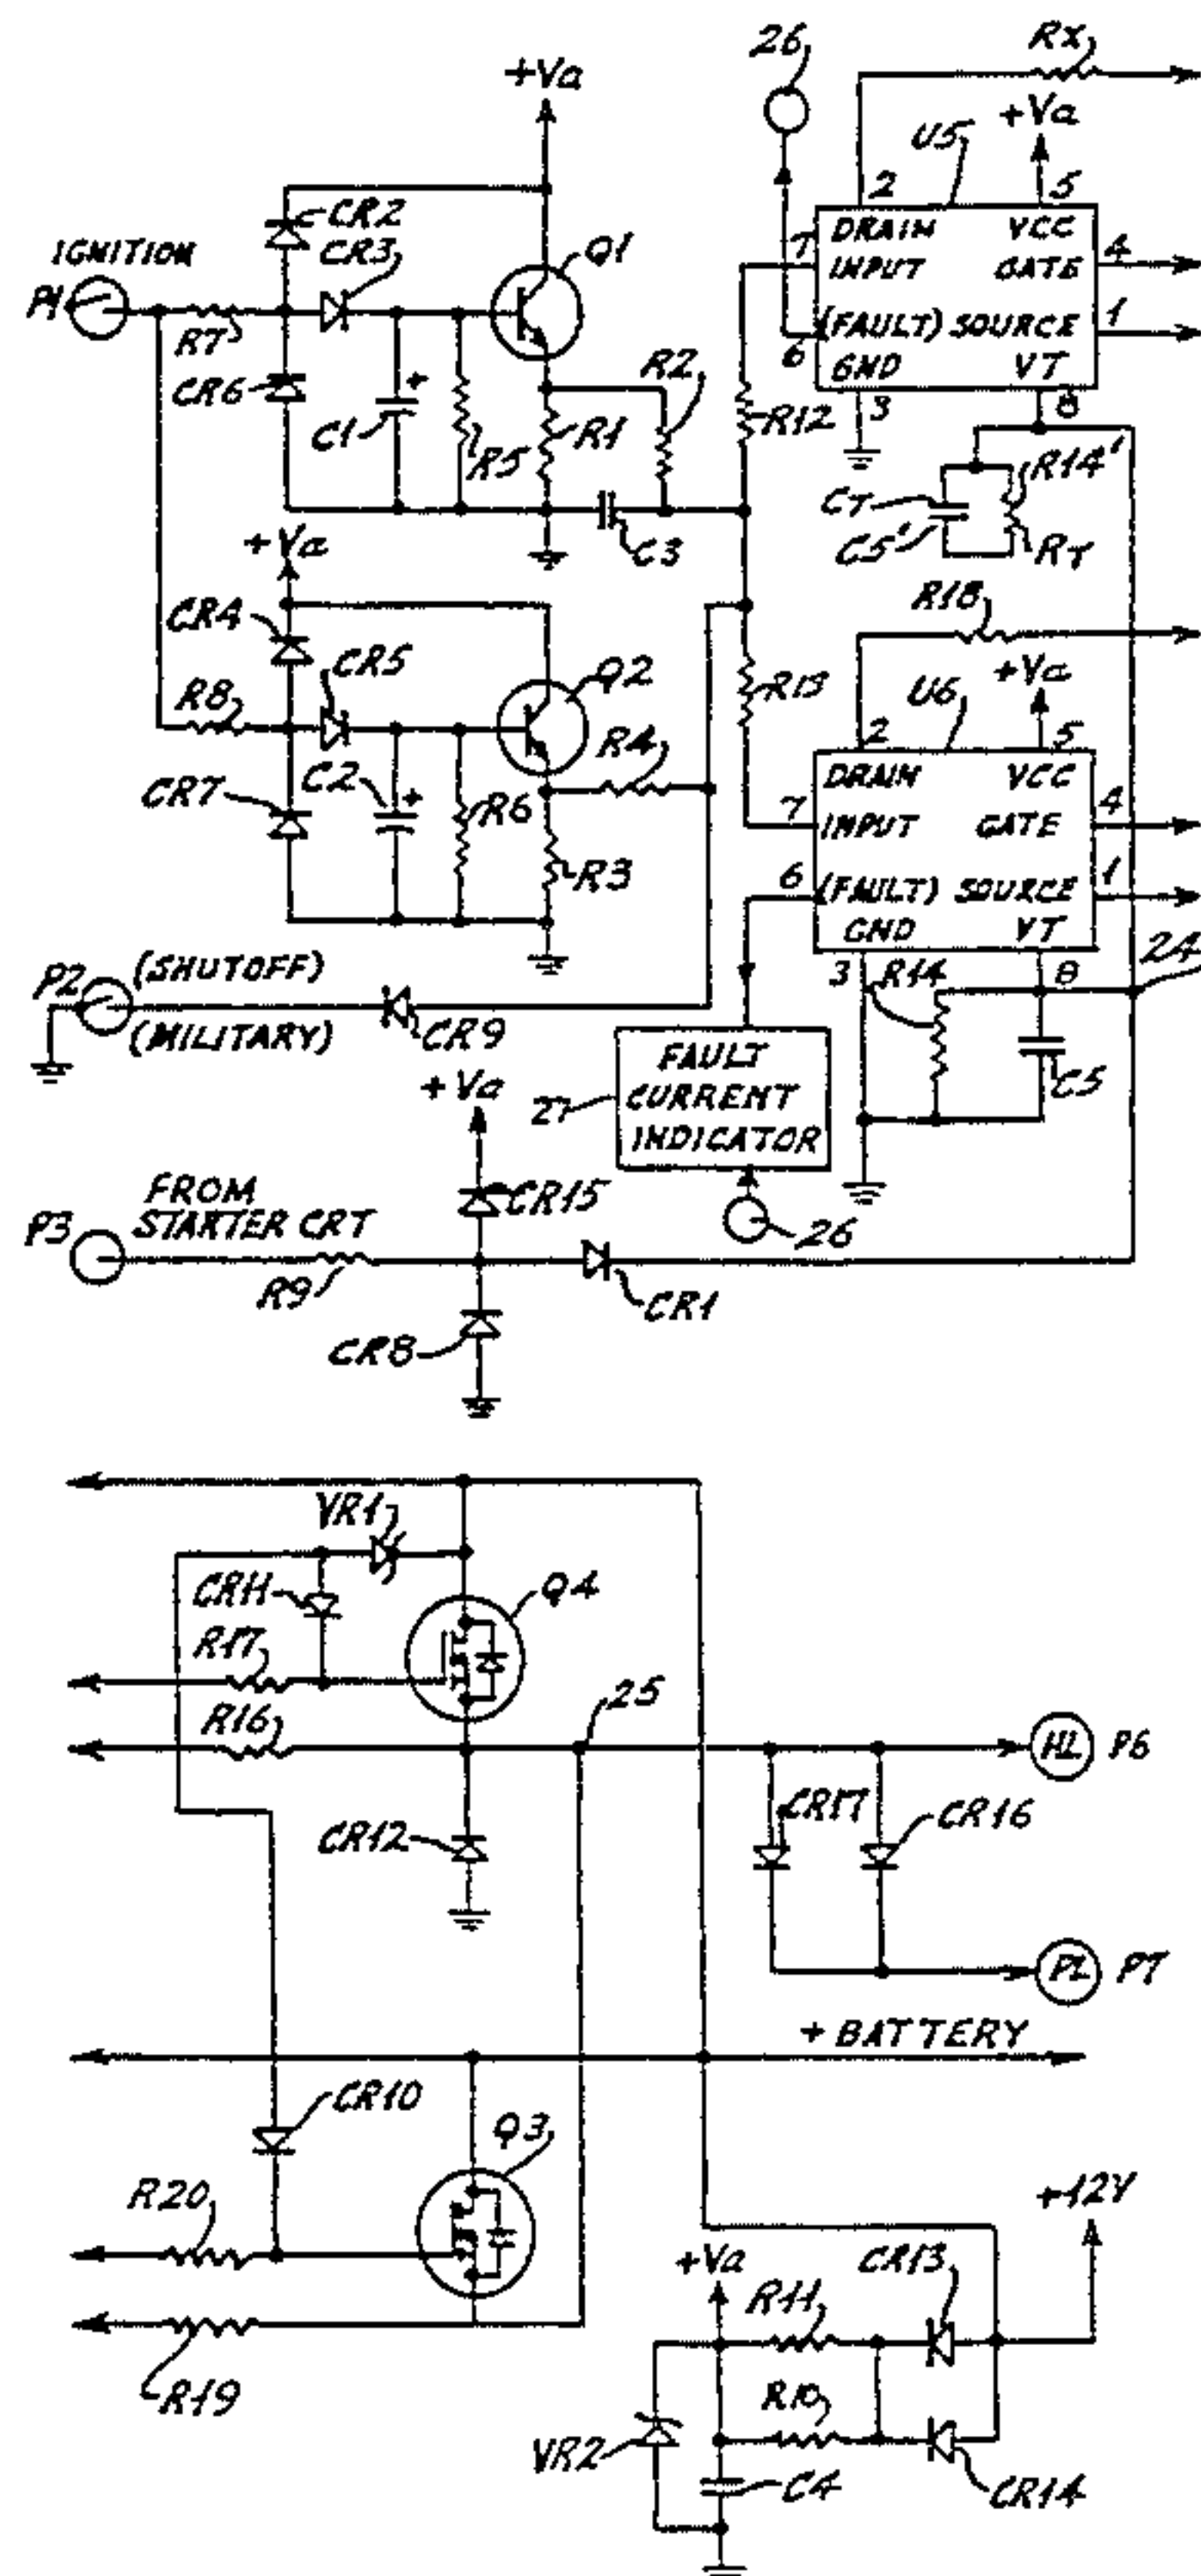 26
RX
+Va
+Va
U5
CR2
2
5
IGNITION
CR3
Q1
7
DRAIN VCC
4
P1
INPUT GATE
R7
1
(FAULT) SOURCE
R2
6
GND VT
CR6
3
8
C1
R5
R1
R12
R14'
CT
C5'
RT
+Va
C3
R18
CR4
CR5
+Va
R8
Q2
R13
U6
2
5
R4
DRAIN VCC
CR7
C2
R6
7
INPUT GATE
4
R3
6
(FAULT) SOURCE
1
GND VT
P2
(SHUTOFF)
3
R14
8
24
(MILITARY)
CR9
FAULT
CURRENT
INDICATOR
27
C5
+Va
FROM
STARTER CRT
CR15
P3
26
R9
CR1
CR8
VR1
CR11
Q4
R17
25
R16
HL
P6
CR17
CR16
CR12
PL
P7
+ BATTERY
CR10
Q3
R20
+12V
+Va
CR13
R11
R19
R10
VR2
C4
CR14